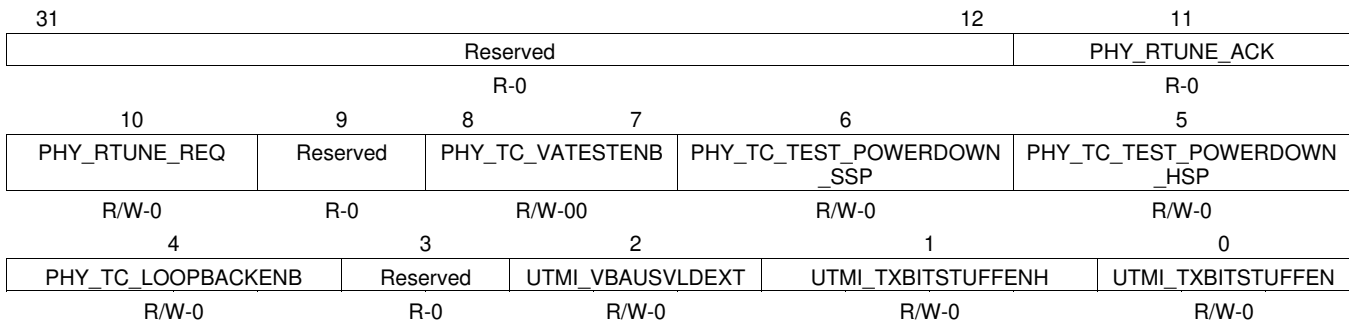 31 12 11
Reserved PHY_RTUNE_ACK
R-0 R-0
10 9 8 7 6 5
PHY_RTUNE_REQ Reserved PHY_TC_VATESTENB PHY_TC_TEST_POWERDOWN PHY_TC_TEST_POWERDOWN
_SSP _HSP
R/W-0 R-0 R/W-00 R/W-0 R/W-0
4 3 2 1 0
PHY_TC_LOOPBACKENB Reserved UTMI_VBAUSVLDEXT UTMI_TXBITSTUFFENH UTMI_TXBITSTUFFEN
R/W-0 R-0 R/W-0 R/W-0 R/W-0